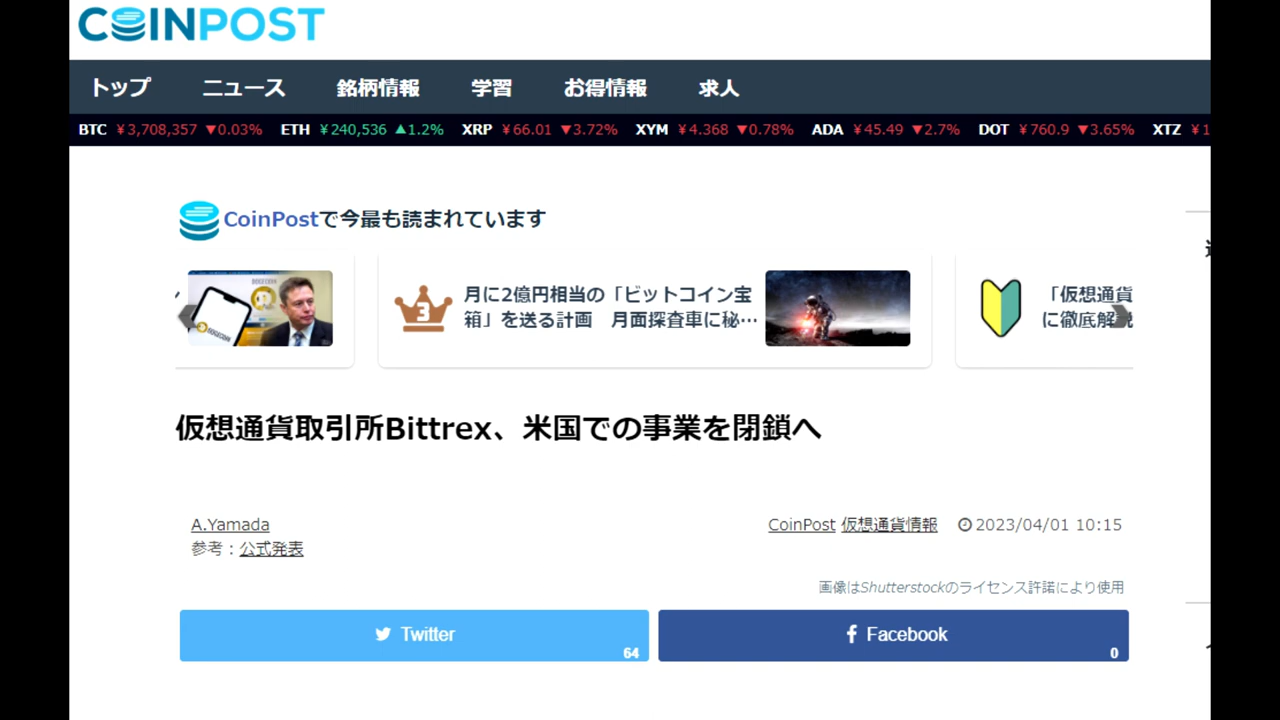 COINPOST
トップ ニュース 銘柄情報 学習 お得情報 求人
BTC ¥3,708,357 ▼0.03% ETH ¥240,536 ▲1.2% XRP ¥66.01 ▼3.72% XYM ¥4.368 ▼0.78% ADA ¥45.49 ▼2.7% DOT ¥760.9 ▼3.65% XTZ ¥1
CoinPostで今最も読まれています
3
月に2億円相当の「ビットコイン宝
箱」を送る計画 月面探査車に秘…
「仮想通貨
に徹底解説
仮想通貨取引所Bittrex、米国での事業を閉鎖へ
A.Yamada
CoinPost 仮想通貨情報 2023/04/01 10:15
参考：公式発表
画像はShutterstockのライセンス許諾により使用
Twitter
64
Facebook
0